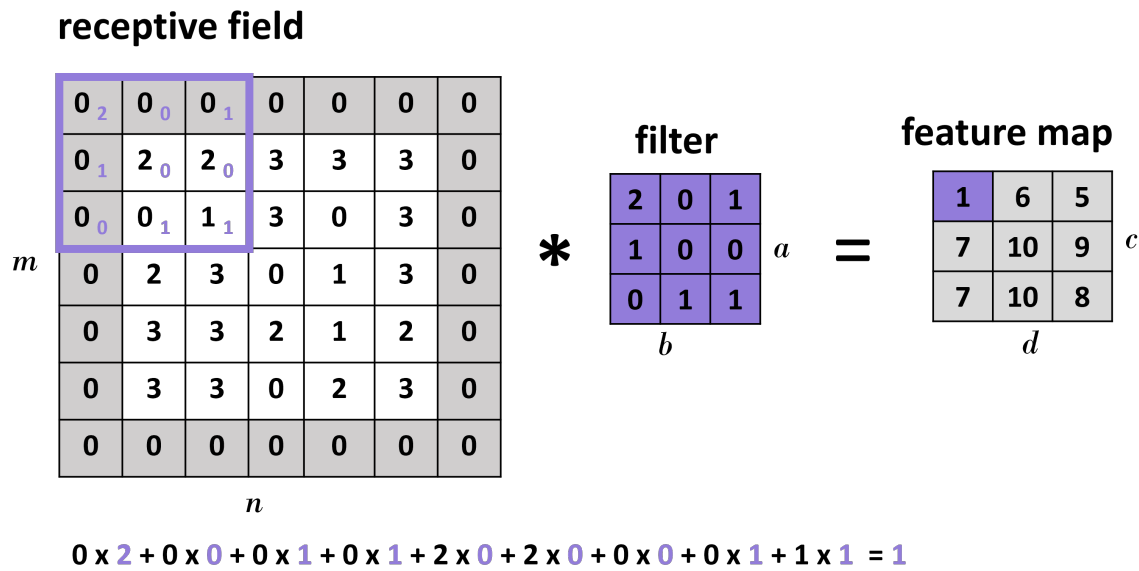 receptive field
0 2 0 0 0 1 0 0 0 0
0 1 2 0 2 0 3 3 3 0
0 0 0 1 1 1 3 0 3 0
0 2 3 0 1 3 0
0 3 3 2 1 2 0
0 3 3 0 2 3 0
0 0 0 0 0 0 0
m
n
*
filter
2 0 1
1 0 0
0 1 1
a
b
=
feature map
1 6 5
7 10 9
7 10 8
c
d
0 x 2 + 0 x 0 + 0 x 1 + 0 x 1 + 2 x 0 + 2 x 0 + 0 x 0 + 0 x 1 + 1 x 1 = 1